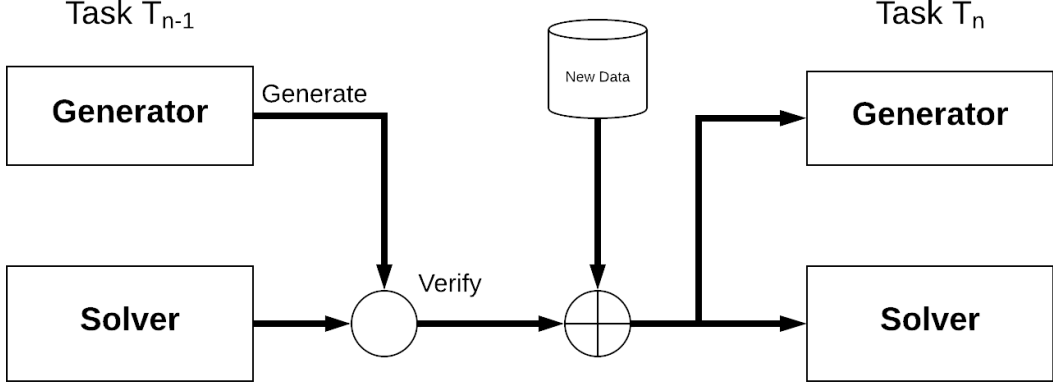 Task Tn-1
Task Tn
New Data
Generator
Generate
Generator
Verify
Solver
Solver